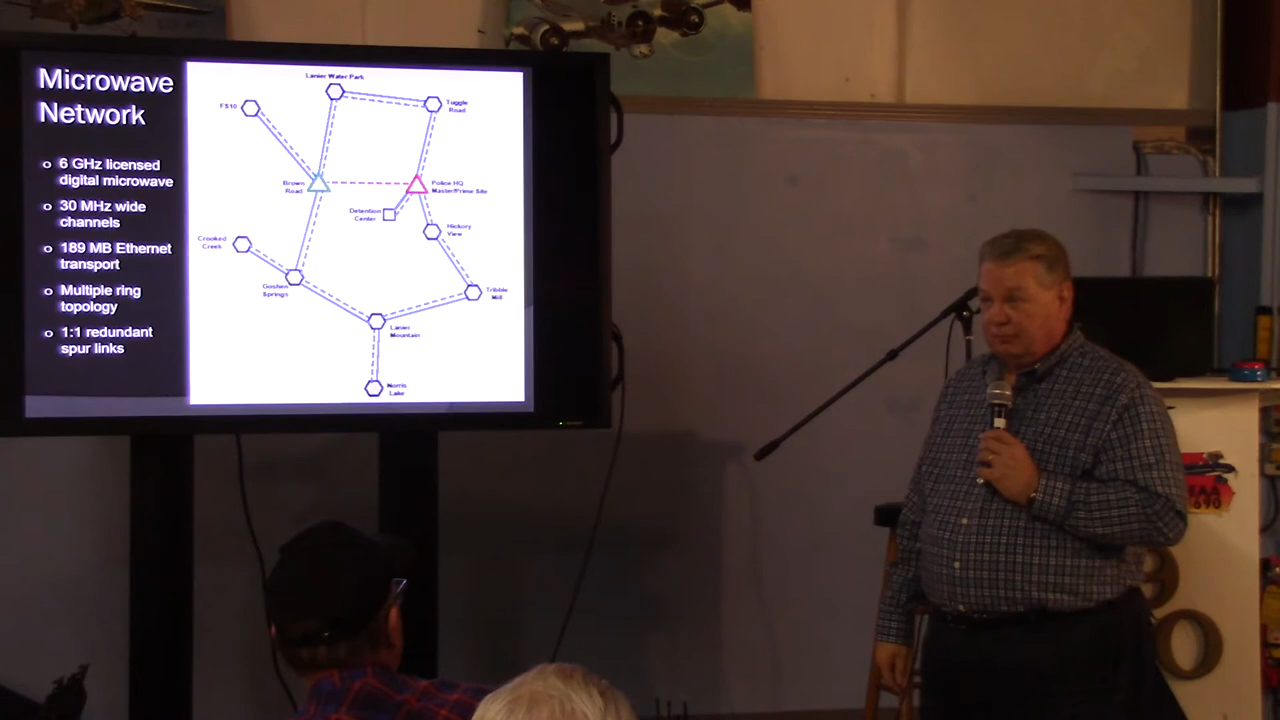 Microwave
Network
6 GHz licensed
digital microwave
30 MHz wide
channels
189 MB Ethernet
transport
Multiple ring
topology
1:1 redundant
spur links
Lanier Water Park
FS10
Tuggle
Road
Brown
Road
Police HQ
Master/Prime Site
Detention
Center
Hickory
View
Crooked
Creek
Goshen
Springs
Tribble
Mill
Lanier
Mountain
Norris
Lake